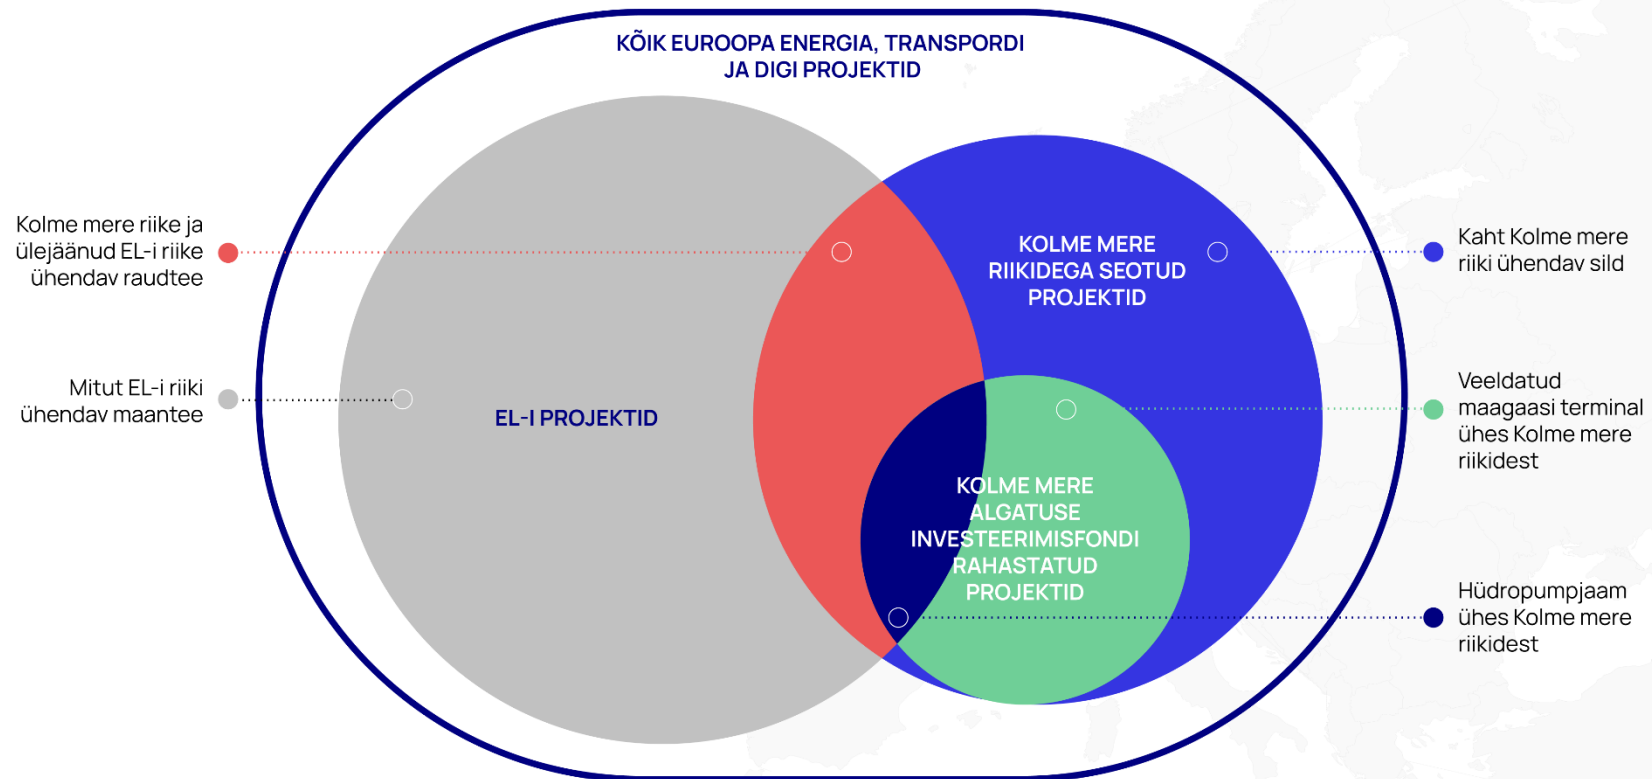 KÕIK EUROOPA ENERGIA, TRANSPORDI
JA DIGI PROJEKTID
Kolme mere riike ja
ülejäänud EL-i riike
ühendav raudtee
Mitut EL-i riiki
ühendav maantee
EL-I PROJEKTID
KOLME MERE
RIIKIDEGA SEOTUD
PROJEKTID
KOLME MERE
ALGATUSE
INVESTEERIMISFONDI
RAHASTATUD
PROJEKTID
Kaht Kolme mere
riiki ühendav sild
Veeldatud
maagaasi terminal
ühes Kolme mere
riikidest
Hüdropumpjaam
ühes Kolme mere
riikidest